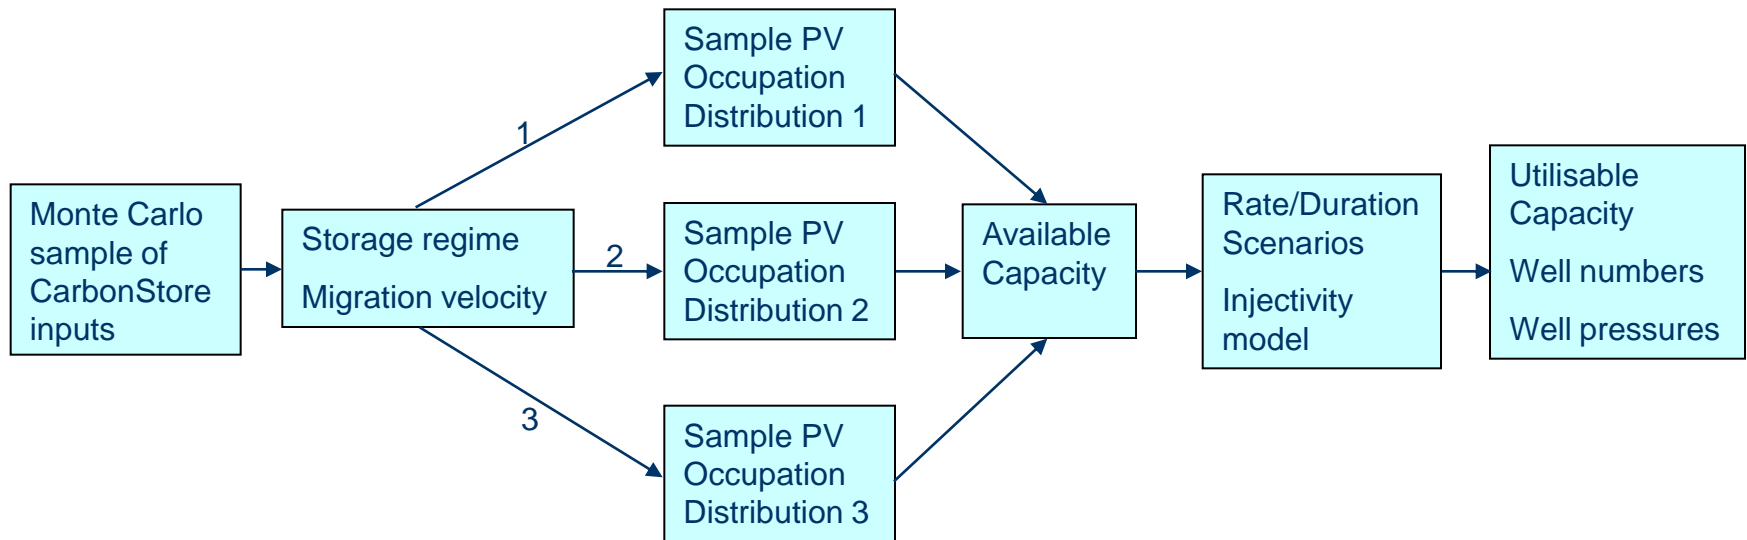 Monte Carlo
sample of
CarbonStore
inputs
Storage regime
Migration velocity
1
2
3
Sample PV
Occupation
Distribution 1
Sample PV
Occupation
Distribution 2
Sample PV
Occupation
Distribution 3
Available
Capacity
Rate/Duration
Scenarios
Injectivity
model
Utilisable
Capacity
Well numbers
Well pressures